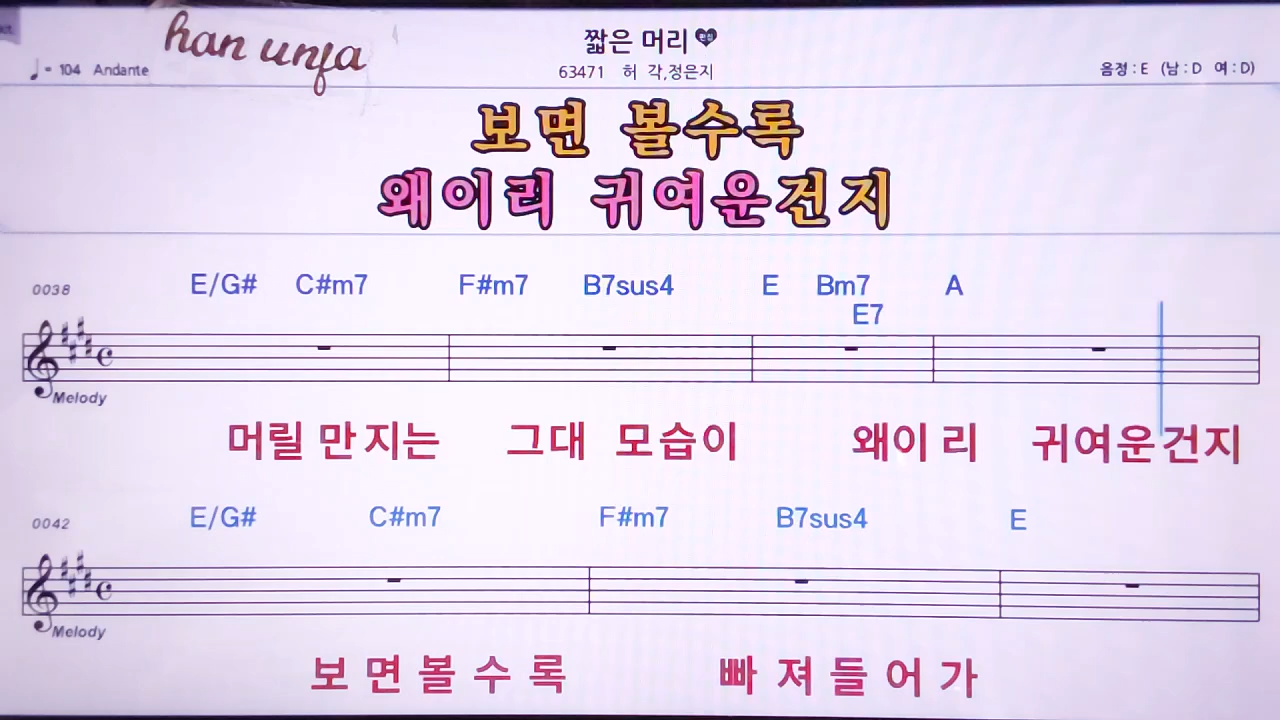 han unja
짧은 머리
♩= 104 Andante
63471 허 각,정은지
음정 : E (남 : D 여 : D)
보면 볼수록
왜이리 귀여운건지
0038
E/G# C#m7 F#m7 B7sus4 E Bm7 A
E7
Melody
머릴 만지는 그대 모습이 왜이리 귀여운건지
0042
E/G# C#m7 F#m7 B7sus4 E
Melody
보면볼수록 빠져들어가